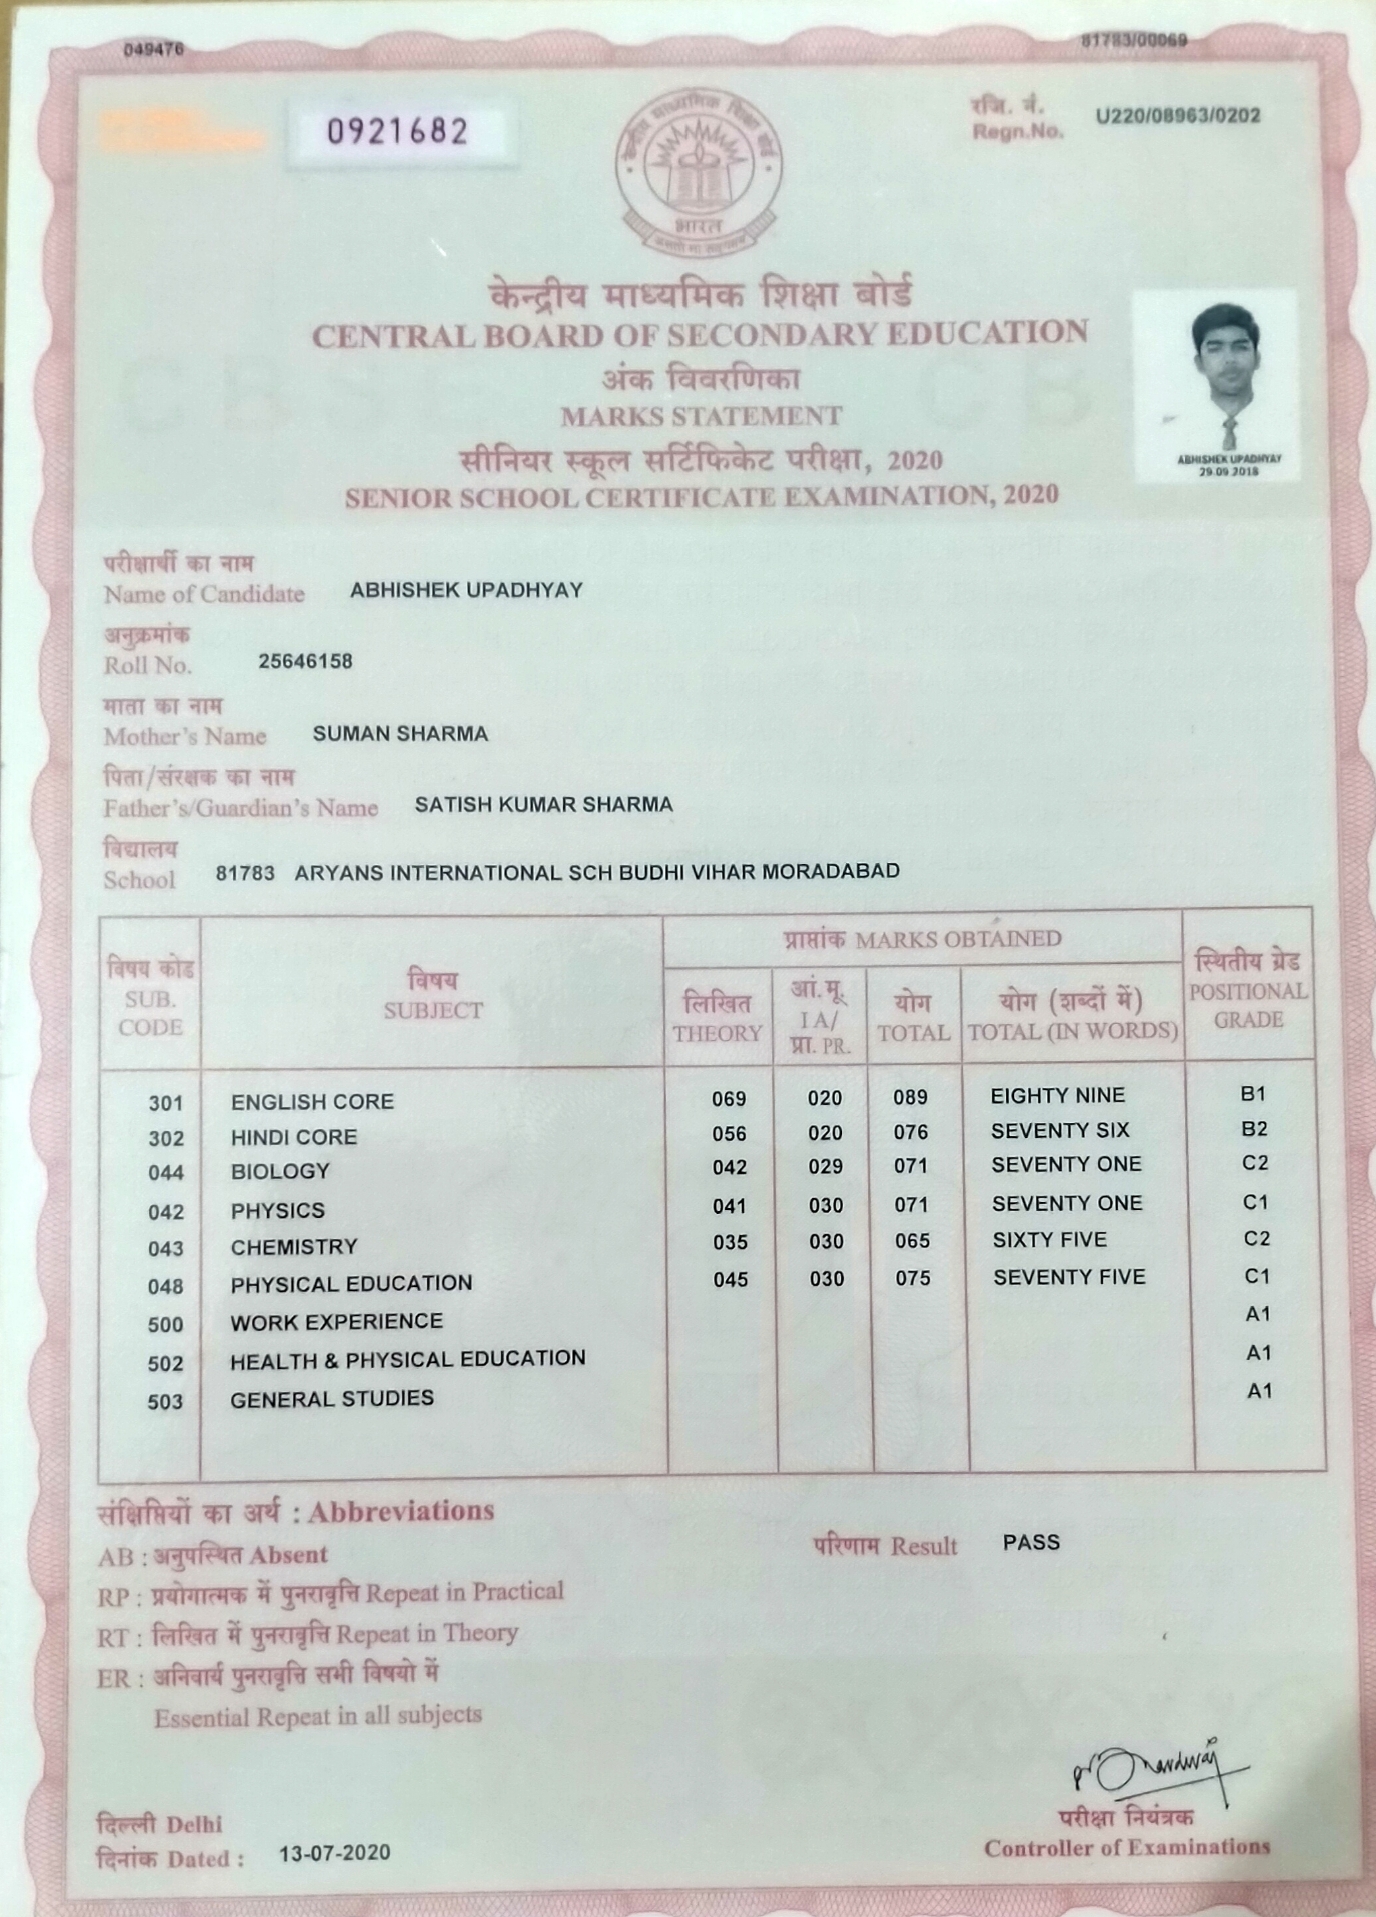 049476
81783/00069
0921682
रजि. नं.
Regn.No.
U220/08963/0202
केन्द्रीय माध्यमिक शिक्षा बोर्ड
भारत
असतो मा सद्गमय
केन्द्रीय माध्यमिक शिक्षा बोर्ड
CENTRAL BOARD OF SECONDARY EDUCATION
अंक विवरणिका
MARKS STATEMENT
सीनियर स्कूल सर्टिफिकेट परीक्षा, 2020
SENIOR SCHOOL CERTIFICATE EXAMINATION, 2020
ABHISHEK UPADHYAY
29.09.2018
परीक्षार्थी का नाम
Name of Candidate ABHISHEK UPADHYAY
अनुक्रमांक
Roll No. 25646158
माता का नाम
Mother's Name SUMAN SHARMA
पिता/संरक्षक का नाम
Father's/Guardian's Name SATISH KUMAR SHARMA
विद्यालय
School 81783 ARYANS INTERNATIONAL SCH BUDHI VIHAR MORADABAD
विषय कोड
SUB.
CODE
विषय
SUBJECT
प्राप्तांक MARKS OBTAINED
लिखित
THEORY
आं.मू.
I A/
प्रा. PR.
योग
TOTAL
योग (शब्दों में)
TOTAL (IN WORDS)
स्थितीय ग्रेड
POSITIONAL
GRADE
301 ENGLISH CORE 069 020 089 EIGHTY NINE B1
302 HINDI CORE 056 020 076 SEVENTY SIX B2
044 BIOLOGY 042 029 071 SEVENTY ONE C2
042 PHYSICS 041 030 071 SEVENTY ONE C1
043 CHEMISTRY 035 030 065 SIXTY FIVE C2
048 PHYSICAL EDUCATION 045 030 075 SEVENTY FIVE C1
500 WORK EXPERIENCE A1
502 HEALTH & PHYSICAL EDUCATION A1
503 GENERAL STUDIES A1
संक्षिप्तियों का अर्थ : Abbreviations
AB : अनुपस्थित Absent
परिणाम Result PASS
RP : प्रयोगात्मक में पुनरावृत्ति Repeat in Practical
RT : लिखित में पुनरावृत्ति Repeat in Theory
ER : अनिवार्य पुनरावृत्ति सभी विषयो में
Essential Repeat in all subjects
दिल्ली Delhi
दिनांक Dated : 13-07-2020
परीक्षा नियंत्रक
Controller of Examinations